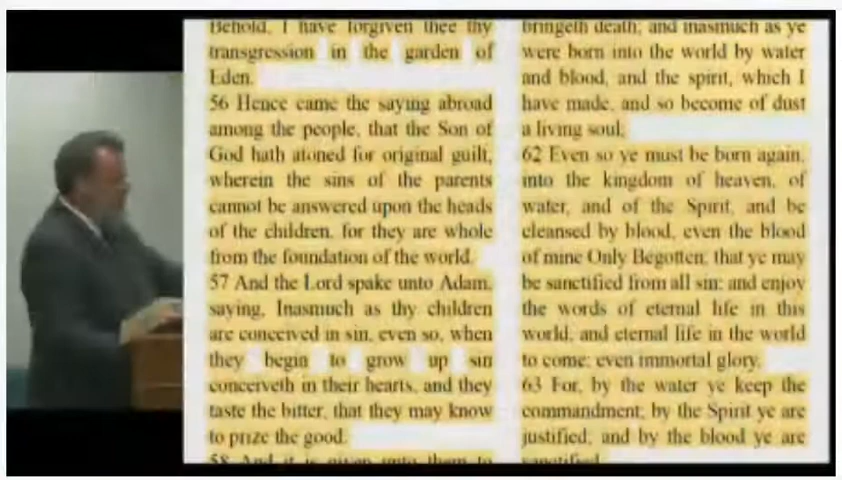 Behold, I have forgiven thee thy
transgression in the garden of
Eden.
56 Hence came the saying abroad
among the people, that the Son of
God hath atoned for original guilt,
wherein the sins of the parents
cannot be answered upon the heads
of the children, for they are whole
from the foundation of the world.
57 And the Lord spake unto Adam,
saying, Inasmuch as thy children
are conceived in sin, even so, when
they begin to grow up sin
concerveth in their hearts, and they
taste the bitter, that they may know
to prize the good.
58 And it is given unto them to
bringeth death; and inasmuch as ye
were born into the world by water
and blood, and the spirit, which I
have made, and so become of dust
a living soul;
62 Even so ye must be born again,
into the kingdom of heaven, of
water, and of the Spirit, and be
cleansed by blood, even the blood
of mine Only Begotten; that ye may
be sanctified from all sin; and enjoy
the words of eternal life in this
world; and eternal life in the world
to come; even immortal glory.
63 For, by the water ye keep the
commandment; by the Spirit ye are
justified; and by the blood ye are
sanctified.